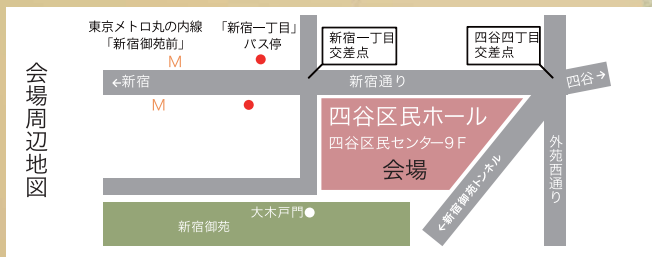 会場周辺地図
東京メトロ丸の内線
「新宿御苑前」
M
「新宿一丁目」
バス停
新宿一丁目
交差点
四谷四丁目
交差点
←新宿
新宿通り
四谷→
M
四谷区民ホール
四谷区民センター9F
会場
←新宿御苑トンネル
外苑西通り
大木戸門
新宿御苑